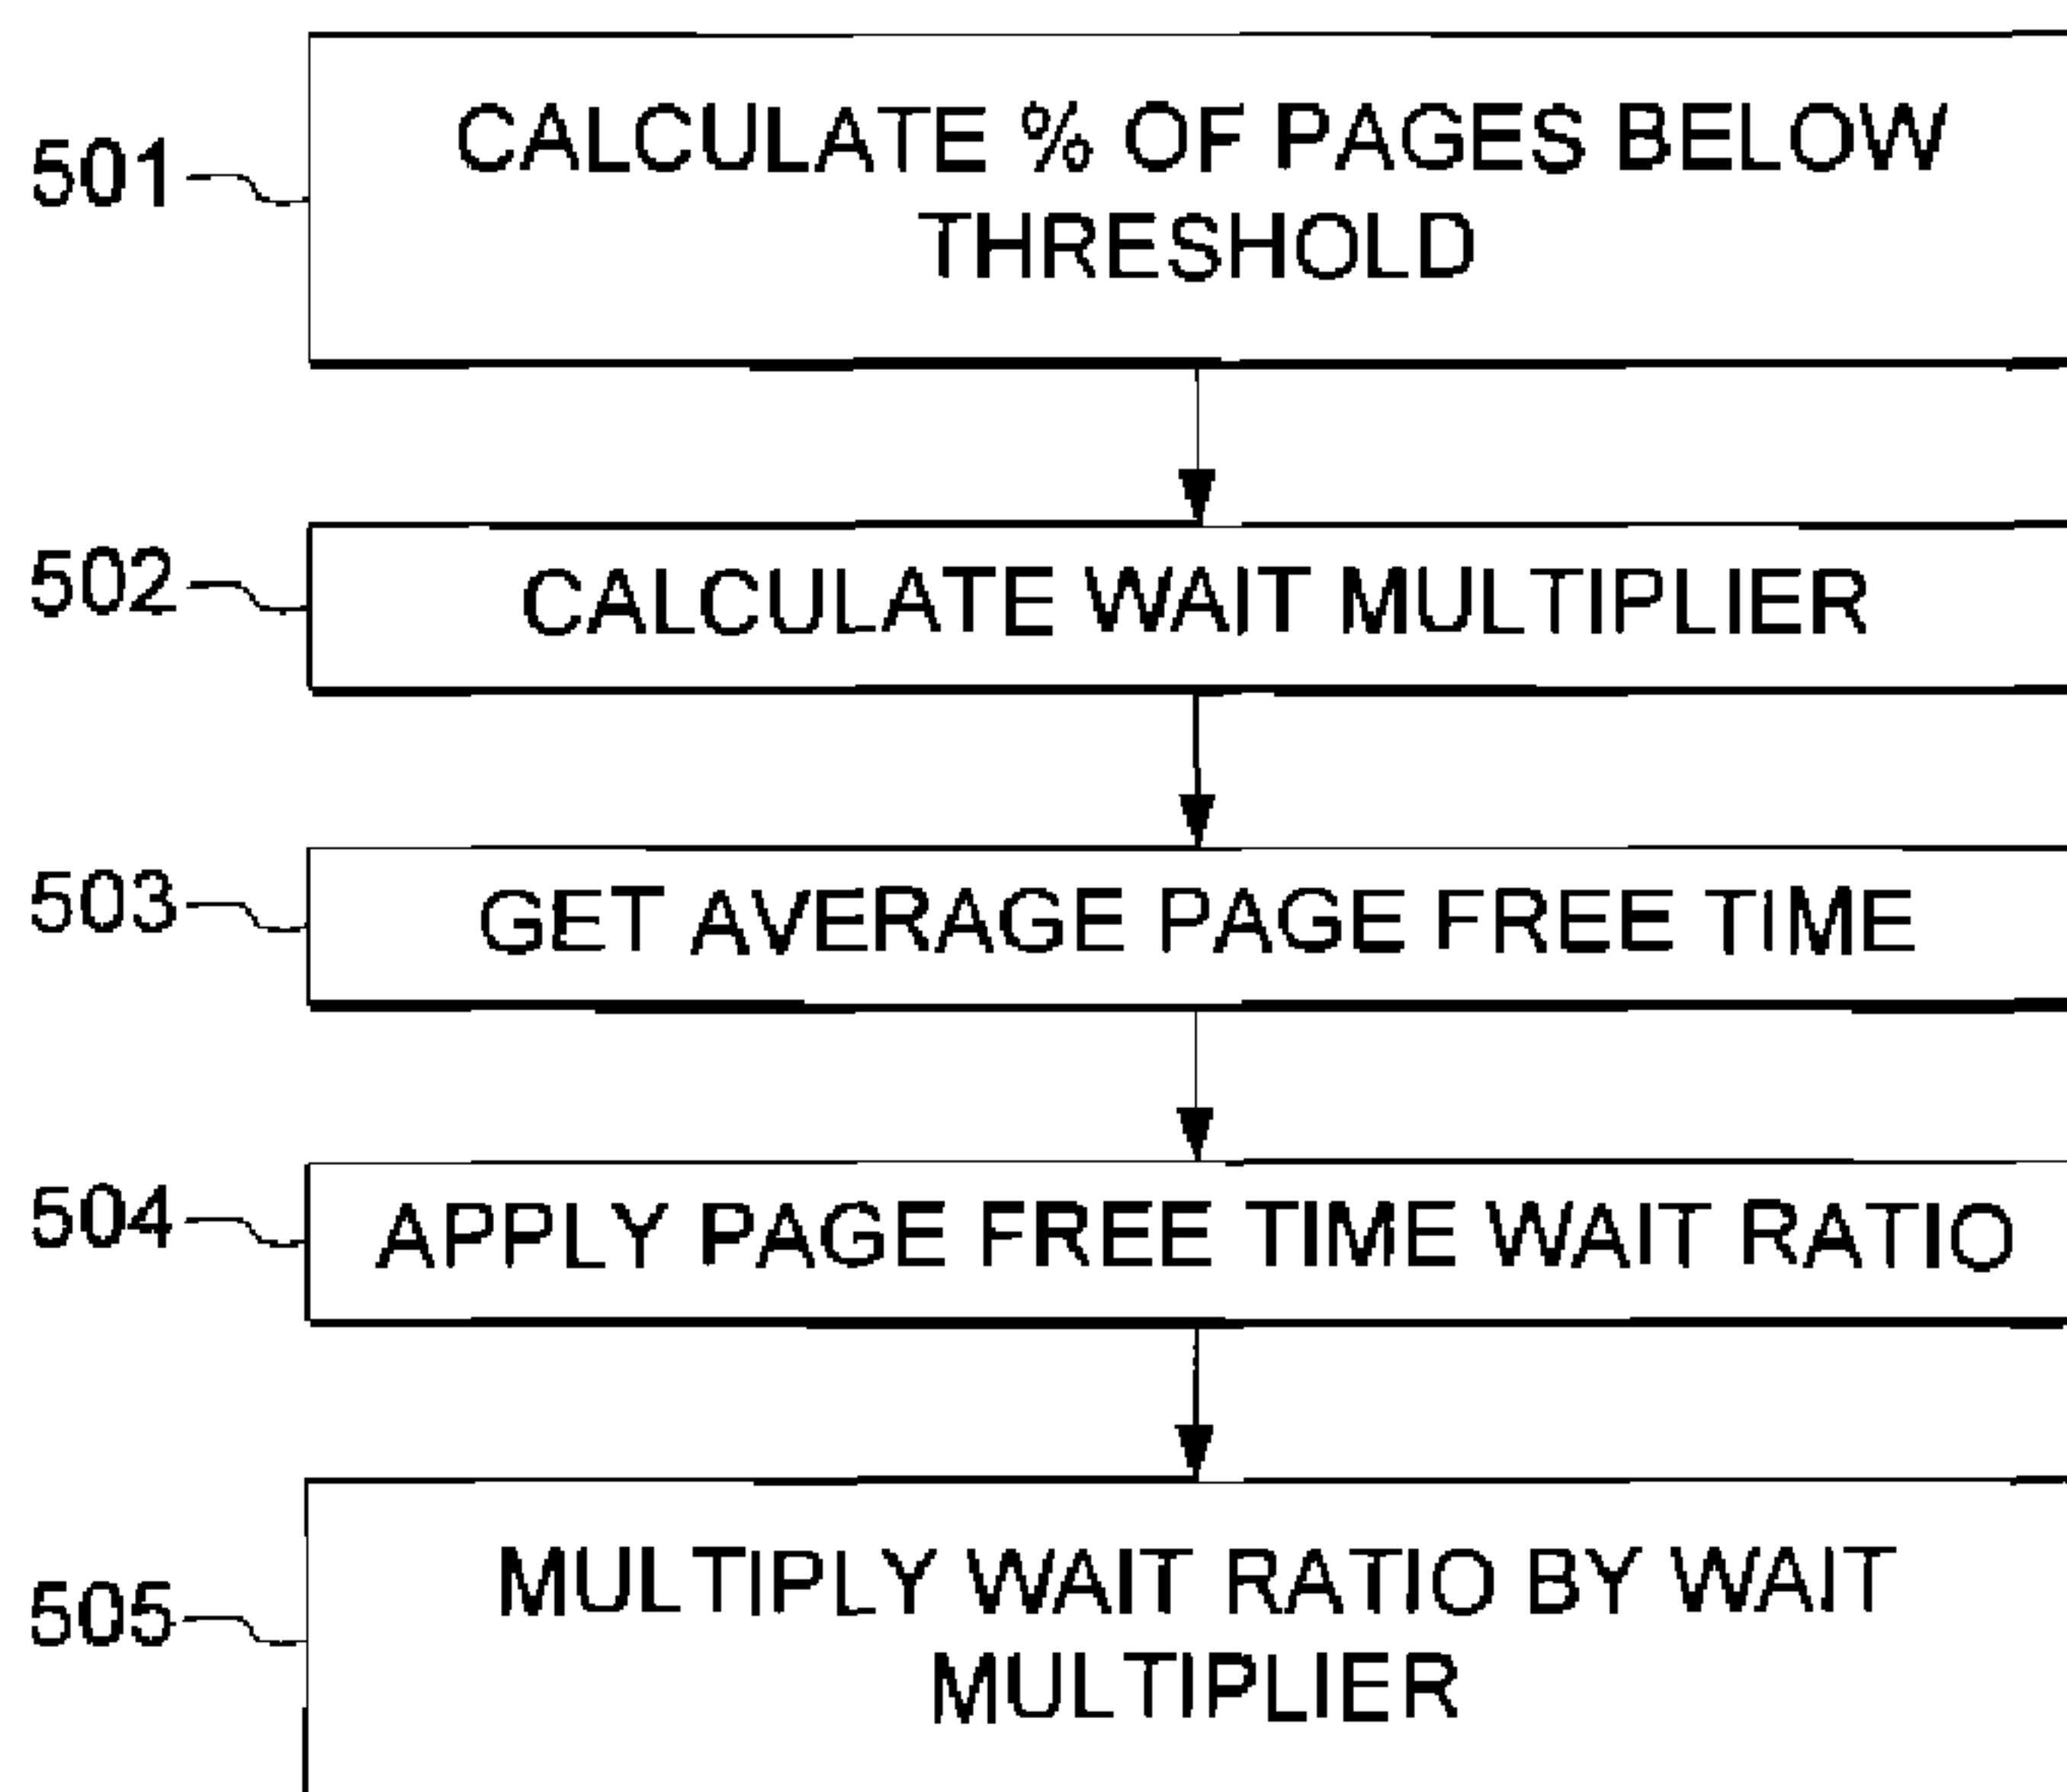 501
CALCULATE % OF PAGES BELOW
THRESHOLD
502
CALCULATE WAIT MULTIPLIER
503
GET AVERAGE PAGE FREE TIME
504
APPLY PAGE FREE TIME WAIT RATIO
505
MULTIPLY WAIT RATIO BY WAIT
MULTIPLIER